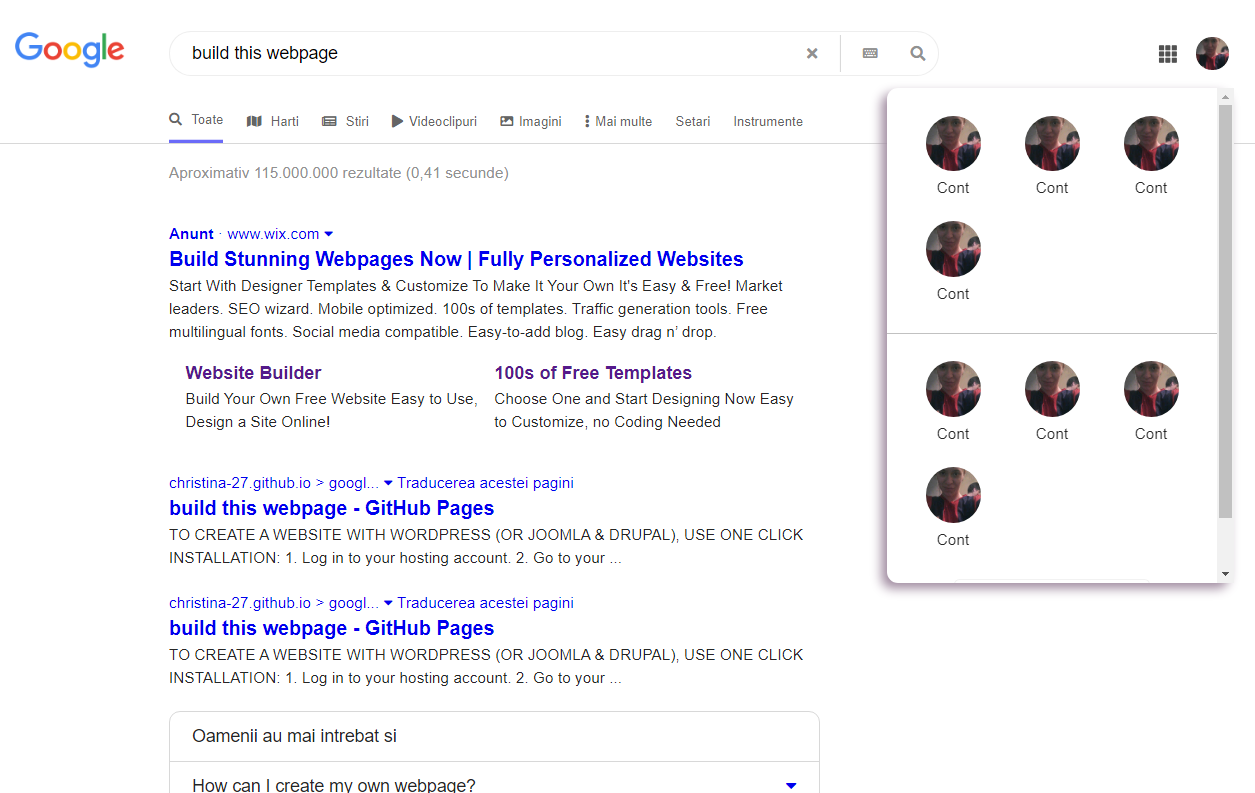 Google
build this webpage
Toate Harti Stiri Videoclipuri Imagini Mai multe Setari Instrumente
Aproximativ 115.000.000 rezultate (0,41 secunde)
Anunt · www.wix.com
Build Stunning Webpages Now | Fully Personalized Websites
Start With Designer Templates & Customize To Make It Your Own It's Easy & Free! Market
leaders. SEO wizard. Mobile optimized. 100s of templates. Traffic generation tools. Free
multilingual fonts. Social media compatible. Easy-to-add blog. Easy drag n’ drop.
Website Builder
Build Your Own Free Website Easy to Use,
Design a Site Online!
100s of Free Templates
Choose One and Start Designing Now Easy
to Customize, no Coding Needed
christina-27.github.io > googl... Traducerea acestei pagini
build this webpage - GitHub Pages
TO CREATE A WEBSITE WITH WORDPRESS (OR JOOMLA & DRUPAL), USE ONE CLICK
INSTALLATION: 1. Log in to your hosting account. 2. Go to your ...
christina-27.github.io > googl... Traducerea acestei pagini
build this webpage - GitHub Pages
TO CREATE A WEBSITE WITH WORDPRESS (OR JOOMLA & DRUPAL), USE ONE CLICK
INSTALLATION: 1. Log in to your hosting account. 2. Go to your ...
Oamenii au mai intrebat si
How can I create my own webpage?
Cont Cont Cont
Cont
Cont Cont Cont
Cont